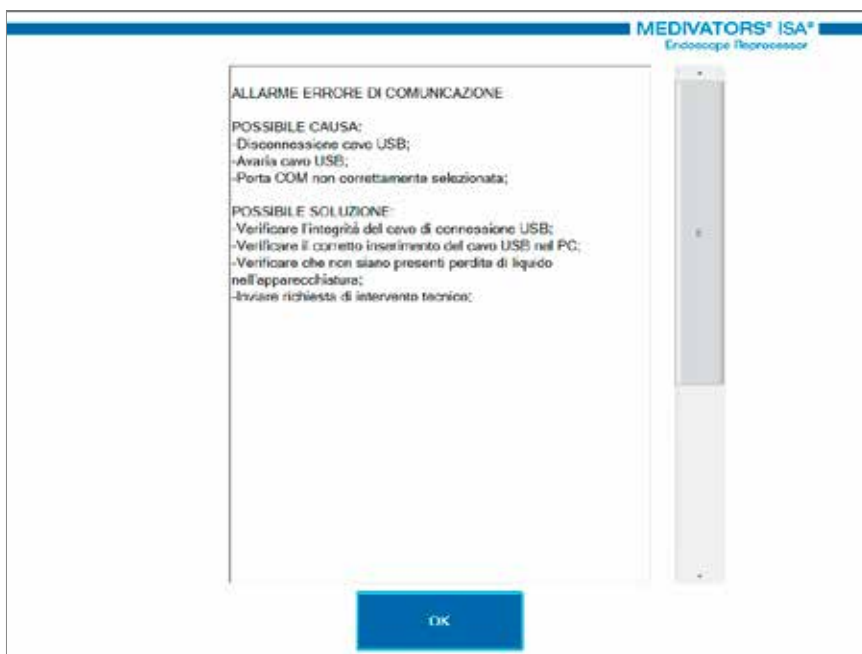 MEDIVATORS® ISA®
Endoscope Reprocessor
ALLARME ERRORE DI COMUNICAZIONE
POSSIBILE CAUSA:
-Disconnessione cavo USB;
-Avaria cavo USB;
-Porta COM non correttamente selezionata;
POSSIBILE SOLUZIONE:
-Verificare l'integrità del cavo di connessione USB;
-Verificare il corretto inserimento del cavo USB nel PC;
-Verificare che non siano presenti perdite di liquido
nell'apparecchiatura;
-Inviare richiesta di intervento tecnico;
OK